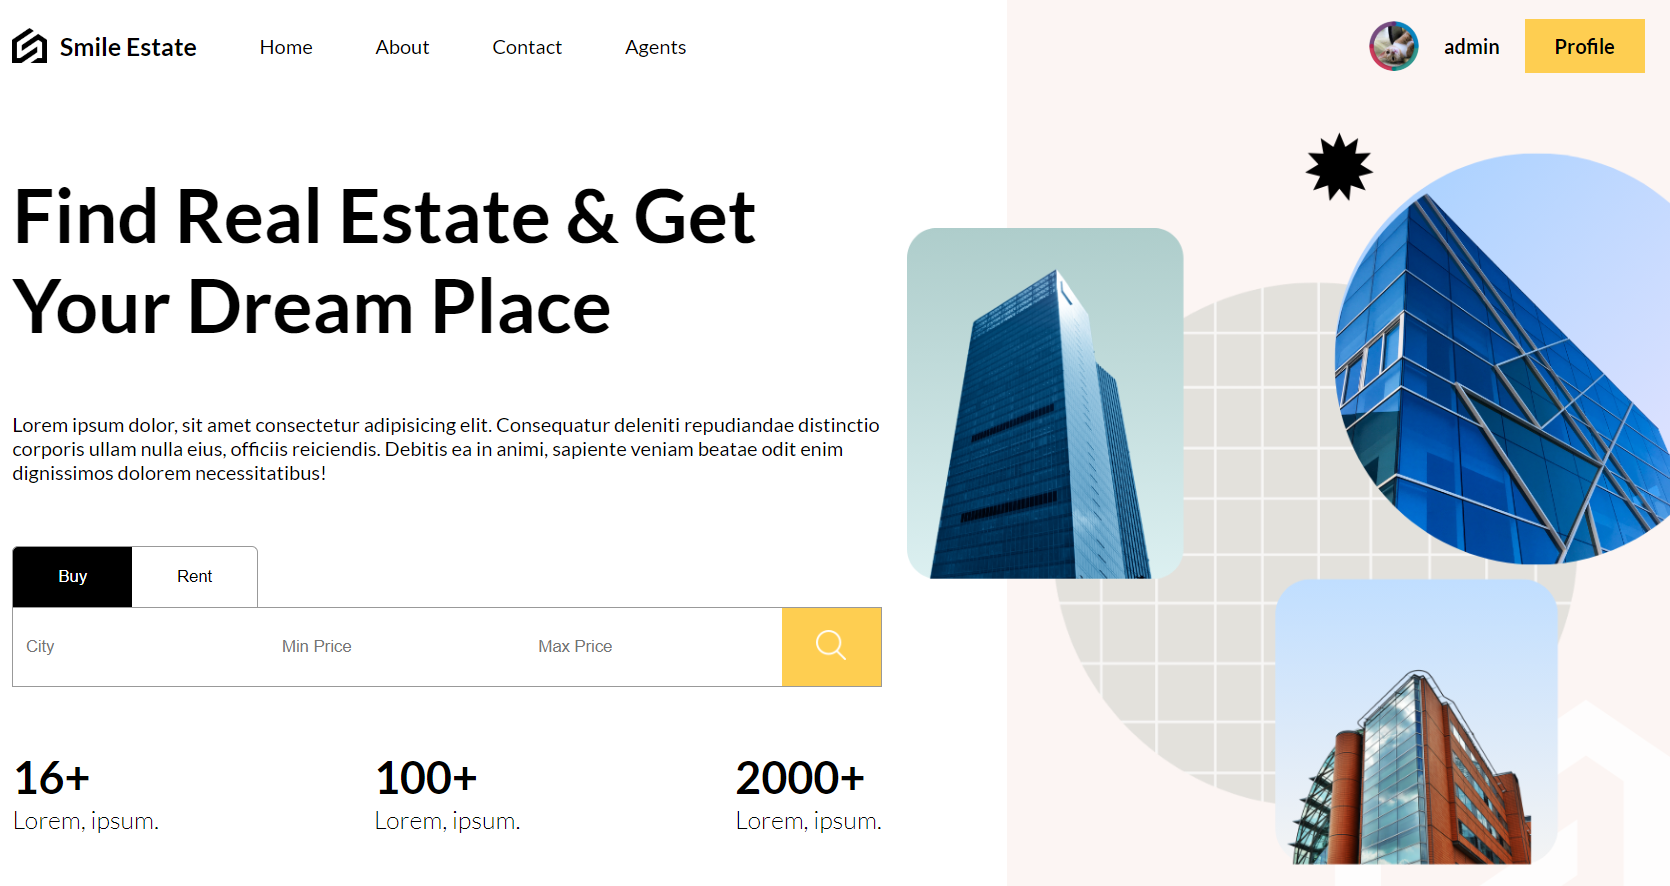 Smile Estate Home About Contact Agents admin Profile
Find Real Estate & Get
Your Dream Place
Lorem ipsum dolor, sit amet consectetur adipisicing elit. Consequatur deleniti repudiandae distinctio
corporis ullam nulla eius, officiis reiciendis. Debitis ea in animi, sapiente veniam beatae odit enim
dignissimos dolorem necessitatibus!
Buy Rent
City Min Price Max Price
16+ 100+ 2000+
Lorem, ipsum. Lorem, ipsum. Lorem, ipsum.